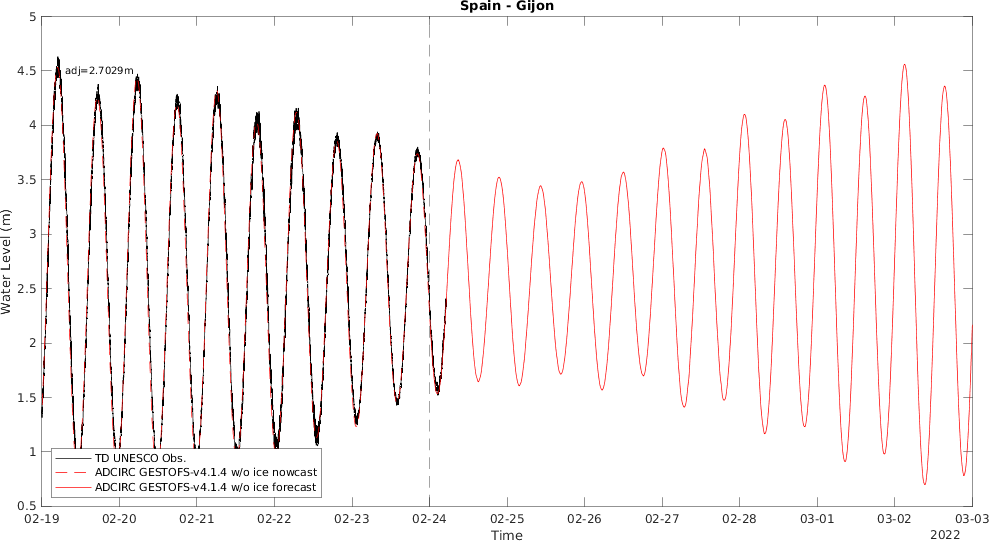 Spain - Gijon
5
4.5
4
3.5
3
2.5
2
1.5
1
0.5
Water Level (m)
adj=2.7029m
TD UNESCO Obs.
ADCIRC GESTOFS-v4.1.4 w/o ice nowcast
ADCIRC GESTOFS-v4.1.4 w/o ice forecast
02-19 02-20 02-21 02-22 02-23 02-24 02-25 02-26 02-27 02-28 03-01 03-02 03-03
Time
2022